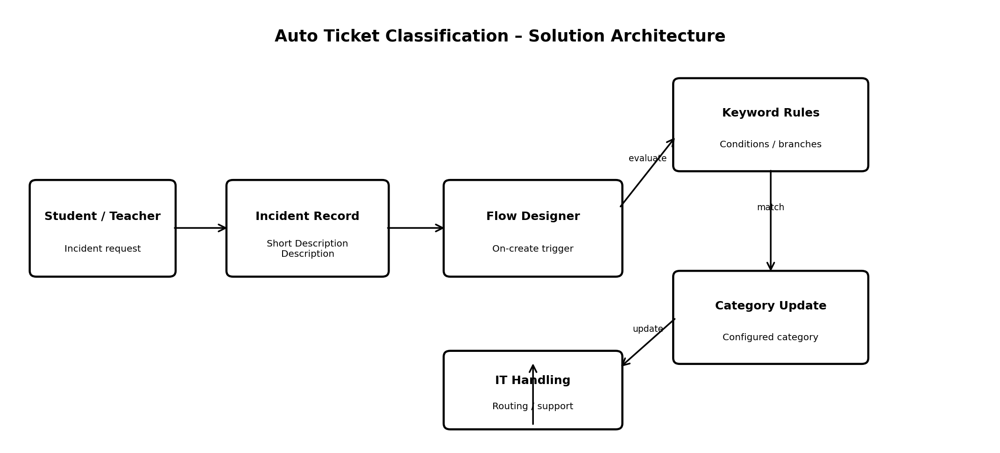 Auto Ticket Classification – Solution Architecture
Student / Teacher
Incident request
Incident Record
Short Description
Description
Flow Designer
On-create trigger
evaluate
Keyword Rules
Conditions / branches
match
Category Update
Configured category
update
IT Handling
Routing / support